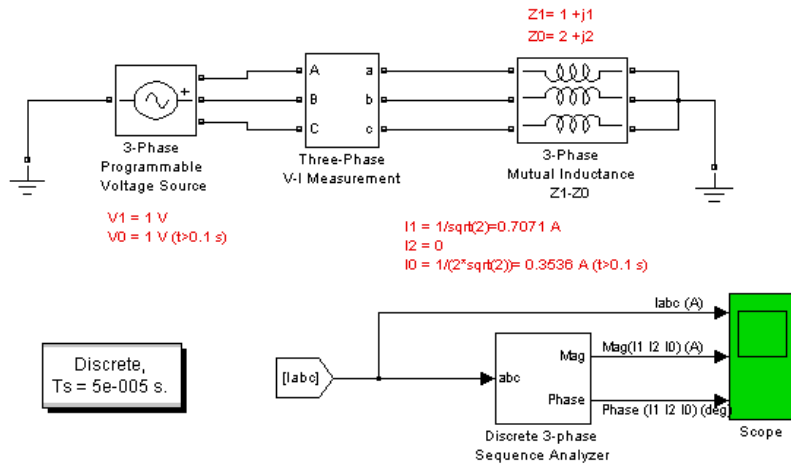 Z1= 1 +j1
Z0= 2 +j2
+
A
B
C
a
b
c
3-Phase
Programmable
Voltage Source
Three-Phase
V-I Measurement
3-Phase
Mutual Inductance
Z1-Z0
V1 = 1 V
V0 = 1 V (t>0.1 s)
I1 = 1/sqrt(2)=0.7071 A
I2 = 0
I0 = 1/(2*sqrt(2))= 0.3536 A (t>0.1 s)
Discrete,
Ts = 5e-005 s.
[Iabc]
abc
Mag
Phase
Discrete 3-phase
Sequence Analyzer
Iabc (A)
Mag(I1 I2 I0) (A)
Phase (I1 I2 I0) (deg)
Scope